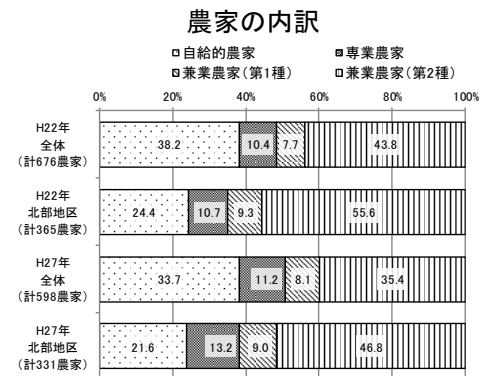 農家の内訳
自給的農家 専業農家
兼業農家(第1種) 兼業農家(第2種)
0% 20% 40% 60% 80% 100%
H22年
全体
(計676農家)
38.2 10.4 7.7 43.8
H22年
北部地区
(計365農家)
24.4 10.7 9.3 55.6
H27年
全体
(計598農家)
33.7 11.2 8.1 35.4
H27年
北部地区
(計331農家)
21.6 13.2 9.0 46.8